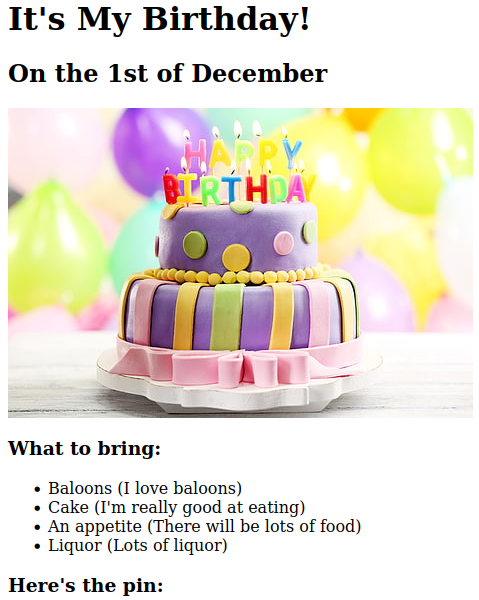 It's My Birthday!
On the 1st of December
HAPPY
BIRTHDAY
What to bring:
Baloons (I love baloons)
Cake (I'm really good at eating)
An appetite (There will be lots of food)
Liquor (Lots of liquor)
Here's the pin: